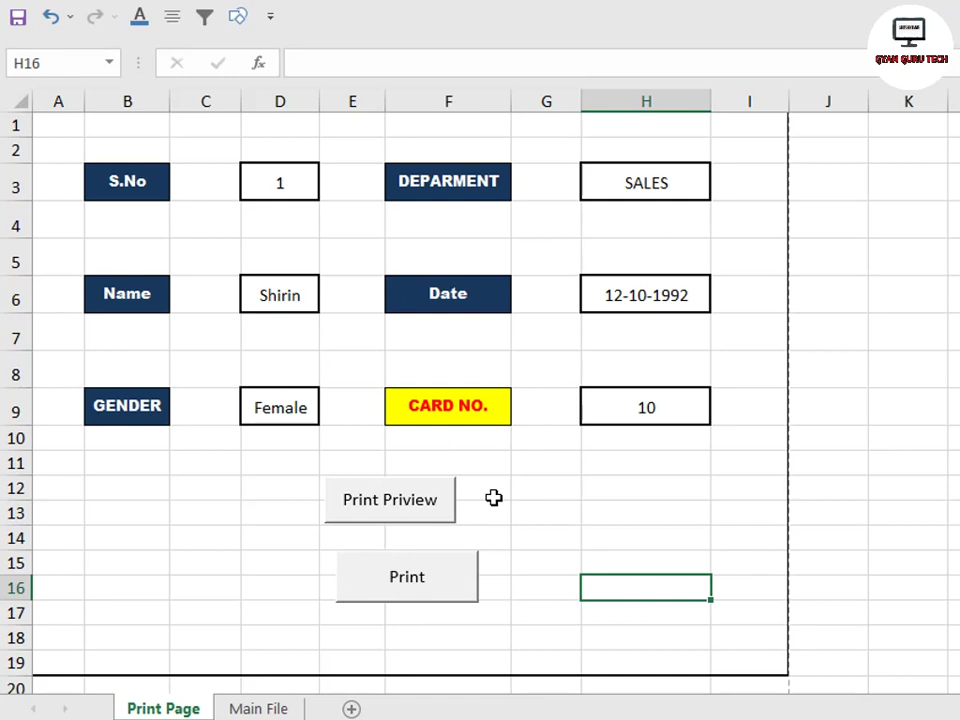 GYAN GURU TECH
H16
fx
A B C D E F G H I J K
1
2
3 S.No 1 DEPARMENT SALES
4
5
6 Name Shirin Date 12-10-1992
7
8
9 GENDER Female CARD NO. 10
10
11
12
Print Priview
13
14
15
Print
16
17
18
19
20
Print Page Main File